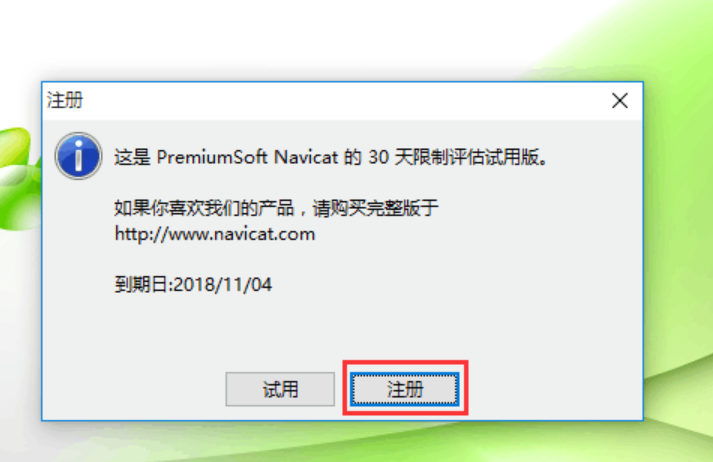 注册
这是 PremiumSoft Navicat 的 30 天限制评估试用版。
如果你喜欢我们的产品，请购买完整版于
http://www.navicat.com
到期日:2018/11/04
试用
注册